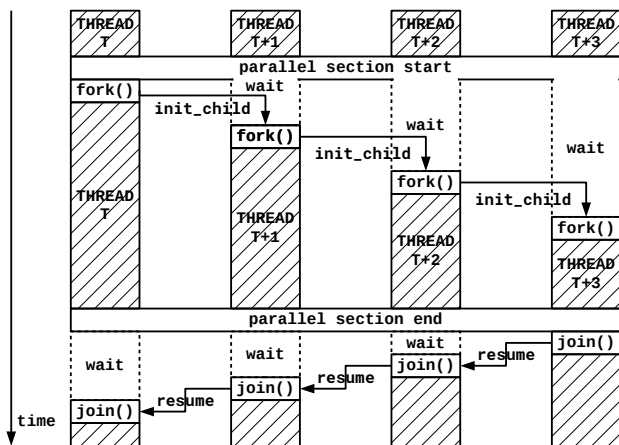 THREAD THREAD THREAD THREAD
T T+1 T+2 T+3
parallel section start
fork() wait
init_child
fork() wait
init_child wait
fork()
init_child
fork()
THREAD
T
THREAD
T+1
THREAD
T+2
THREAD
T+3
parallel section end
wait wait wait join()
resume
join()
resume
join()
resume
join()
time